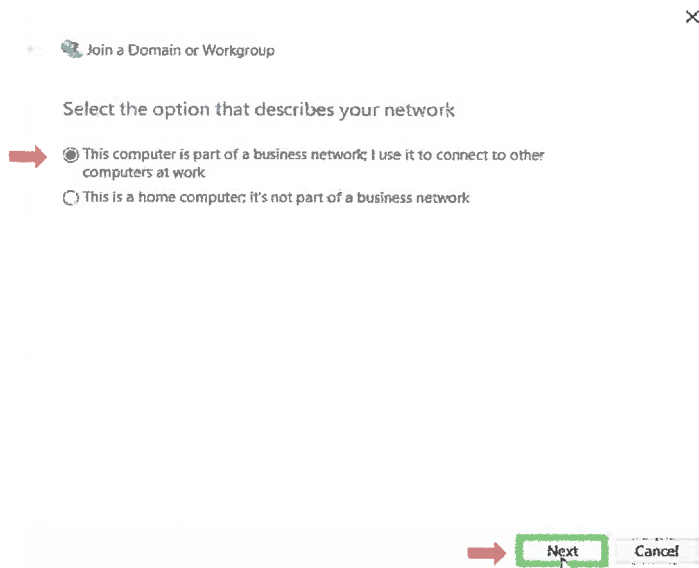 Join a Domain or Workgroup
Select the option that describes your network
This computer is part of a business network; I use it to connect to other
computers at work
This is a home computer; it's not part of a business network
Next
Cancel